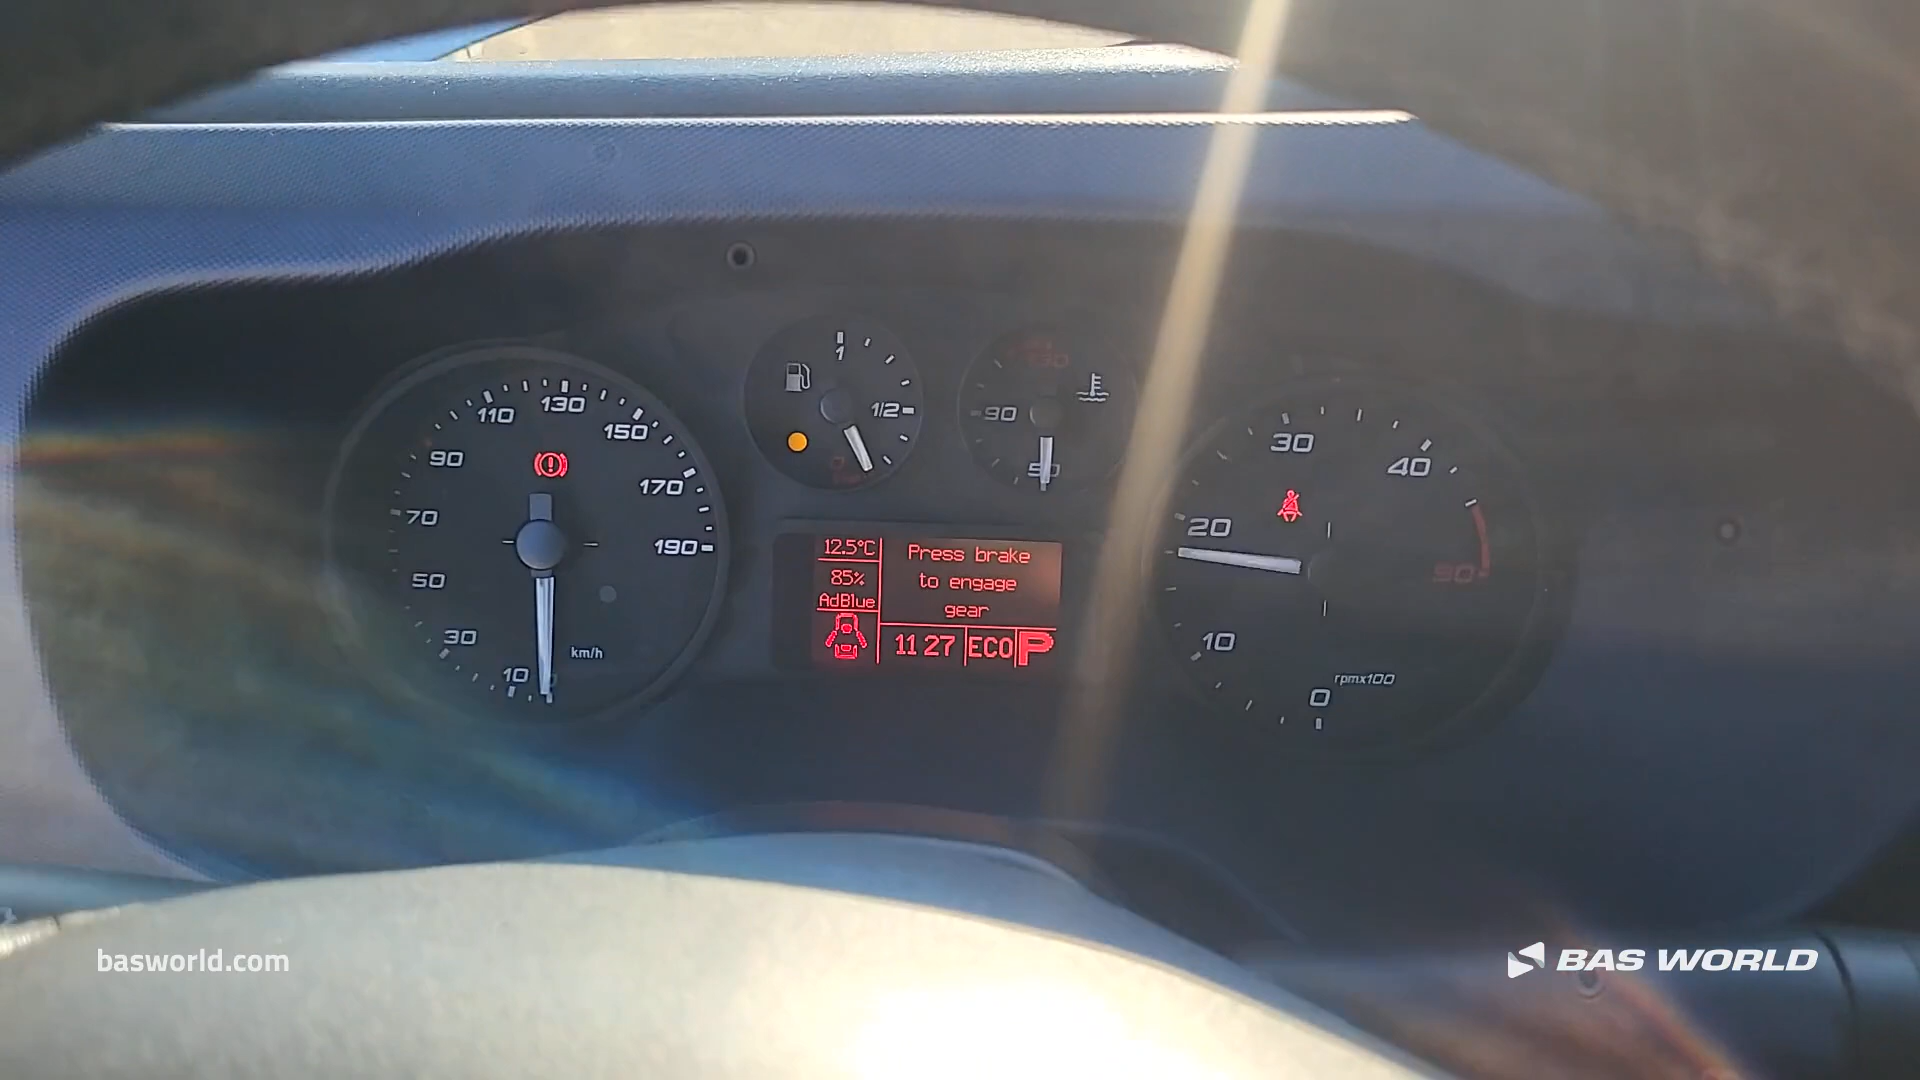 1
1/2
0
130
90
50
10
30
50
70
90
110
130
150
170
190
km/h
12.5°C
85%
AdBlue
Press brake
to engage
gear
11 27
ECO
P
0
10
20
30
40
50
rpmx100
basworld.com
BAS WORLD